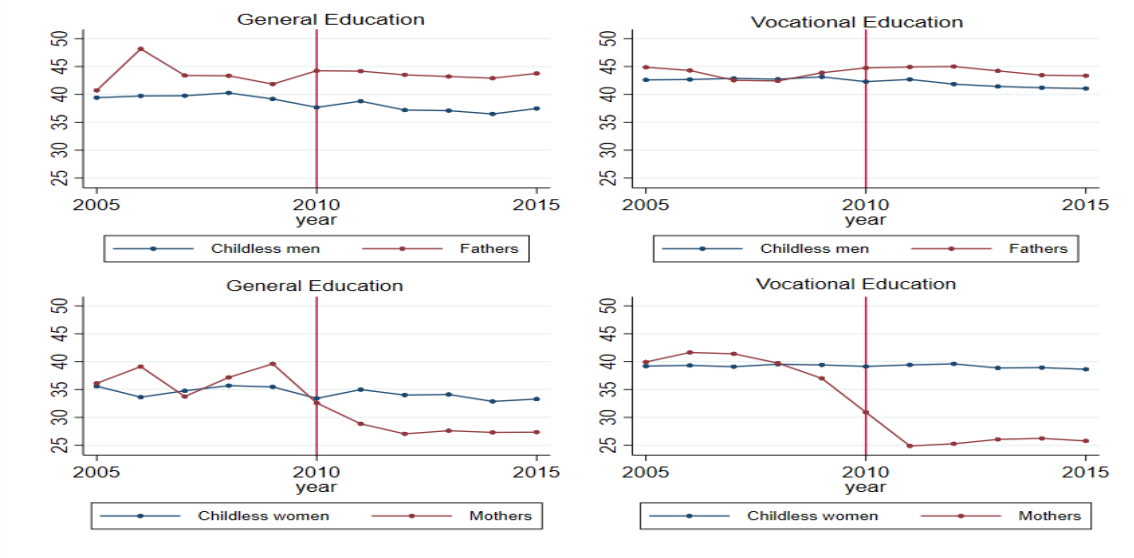 General Education
50
45
40
35
30
25
2005
2010
2015
year
Childless men
Fathers
Vocational Education
50
45
40
35
30
25
2005
2010
2015
year
Childless men
Fathers
General Education
50
45
40
35
30
25
2005
2010
2015
year
Childless women
Mothers
Vocational Education
50
45
40
35
30
25
2005
2010
2015
year
Childless women
Mothers